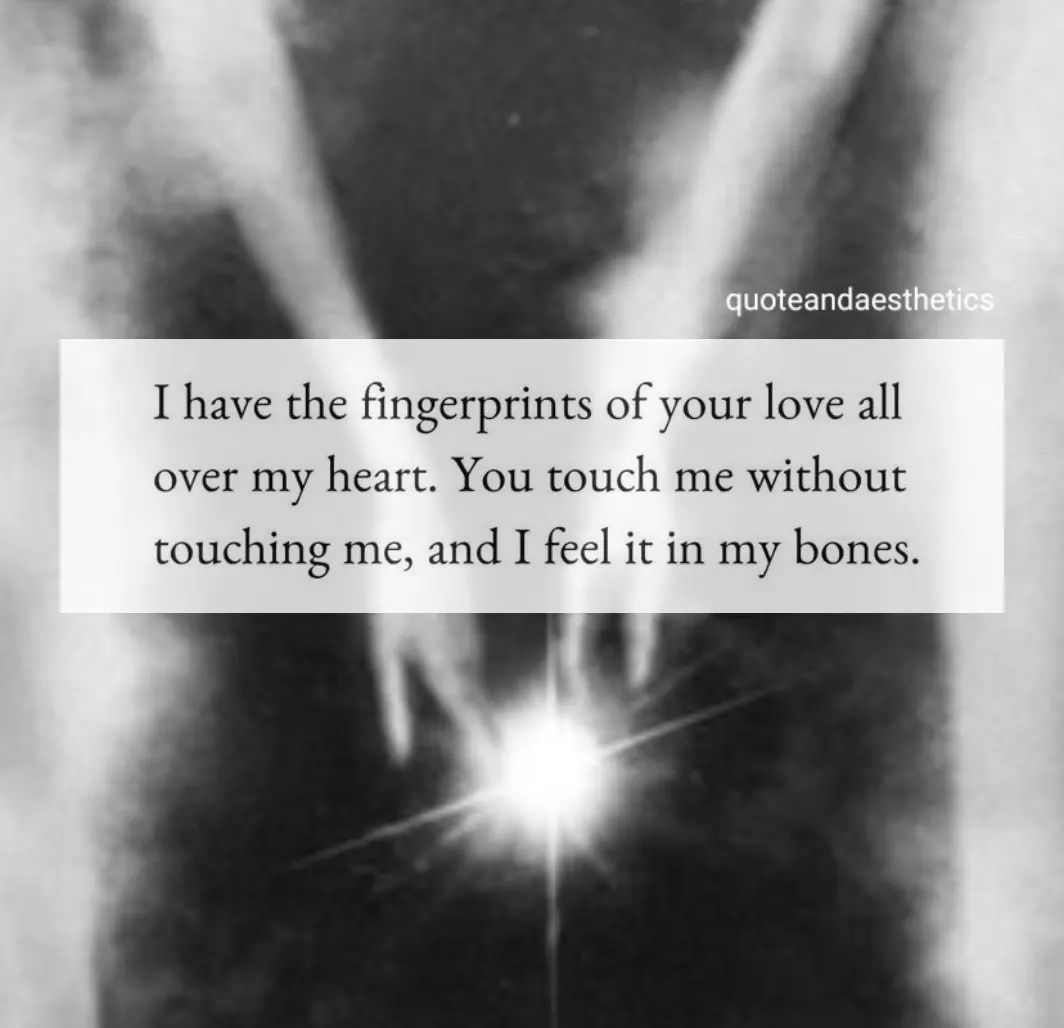 quoteandaesthetics
I have the fingerprints of your love all
over my heart. You touch me without
touching me, and I feel it in my bones.